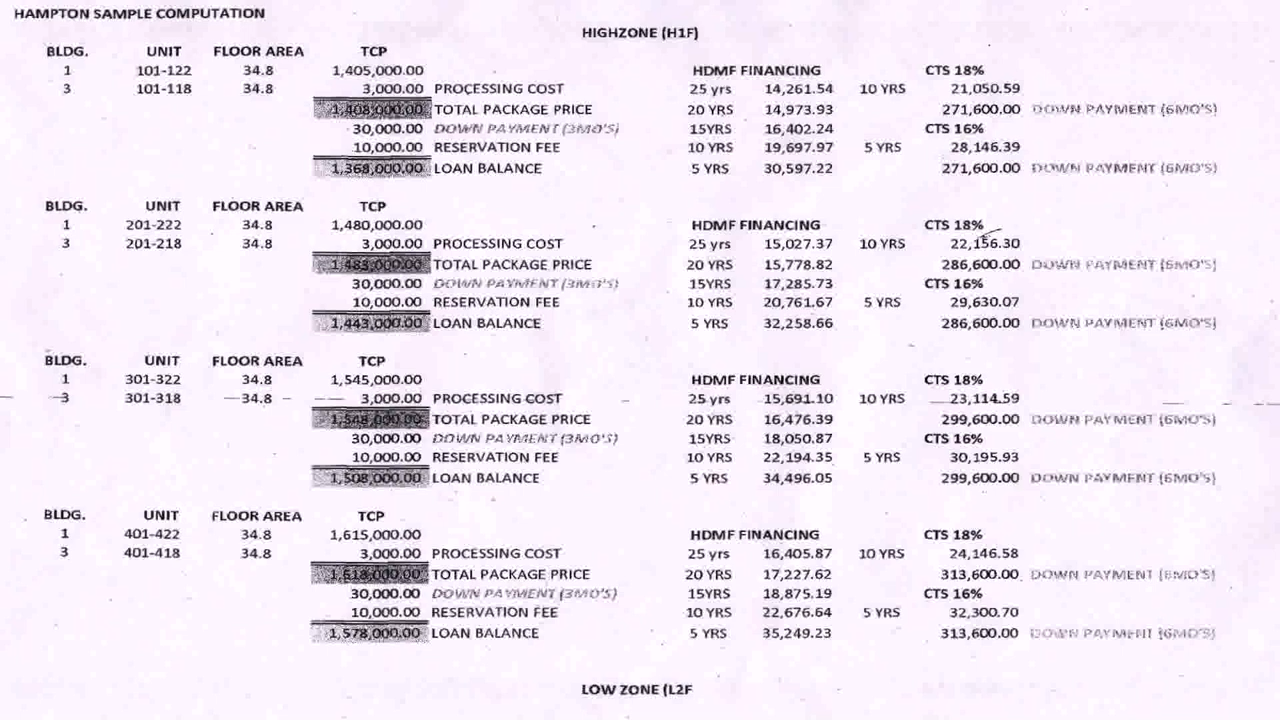 HAMPTON SAMPLE COMPUTATION
HIGHZONE (H1F)
BLDG. UNIT FLOOR AREA TCP
1 101-122 34.8 1,405,000.00 HDMF FINANCING CTS 18%
3 101-118 34.8 3,000.00 PROCESSING COST 25 yrs 14,261.54 10 YRS 21,050.59
1,408,000.00 TOTAL PACKAGE PRICE 20 YRS 14,973.93 271,600.00 DOWN PAYMENT (6MO'S)
30,000.00 DOWN PAYMENT (3MO'S) 15YRS 16,402.24 CTS 16%
10,000.00 RESERVATION FEE 10 YRS 19,697.97 5 YRS 28,146.39
1,368,000.00 LOAN BALANCE 5 YRS 30,597.22 271,600.00 DOWN PAYMENT (6MO'S)
BLDG. UNIT FLOOR AREA TCP
1 201-222 34.8 1,480,000.00 HDMF FINANCING CTS 18%
3 201-218 34.8 3,000.00 PROCESSING COST 25 yrs 15,027.37 10 YRS 22,156.30
1,483,000.00 TOTAL PACKAGE PRICE 20 YRS 15,778.82 286,600.00 DOWN PAYMENT (6MO'S)
30,000.00 DOWN PAYMENT (3MO'S) 15YRS 17,285.73 CTS 16%
10,000.00 RESERVATION FEE 10 YRS 20,761.67 5 YRS 29,630.07
1,443,000.00 LOAN BALANCE 5 YRS 32,258.66 286,600.00 DOWN PAYMENT (6MO'S)
BLDG. UNIT FLOOR AREA TCP
1 301-322 34.8 1,545,000.00 HDMF FINANCING CTS 18%
3 301-318 34.8 3,000.00 PROCESSING COST 25 yrs 15,691.10 10 YRS 23,114.59
1,548,000.00 TOTAL PACKAGE PRICE 20 YRS 16,476.39 299,600.00 DOWN PAYMENT (6MO'S)
30,000.00 DOWN PAYMENT (3MO'S) 15YRS 18,050.87 CTS 16%
10,000.00 RESERVATION FEE 10 YRS 22,194.35 5 YRS 30,195.93
1,508,000.00 LOAN BALANCE 5 YRS 34,496.05 299,600.00 DOWN PAYMENT (6MO'S)
BLDG. UNIT FLOOR AREA TCP
1 401-422 34.8 1,615,000.00 HDMF FINANCING CTS 18%
3 401-418 34.8 3,000.00 PROCESSING COST 25 yrs 16,405.87 10 YRS 24,146.58
1,618,000.00 TOTAL PACKAGE PRICE 20 YRS 17,227.62 313,600.00 DOWN PAYMENT (6MO'S)
30,000.00 DOWN PAYMENT (3MO'S) 15YRS 18,875.19 CTS 16%
10,000.00 RESERVATION FEE 10 YRS 22,676.64 5 YRS 32,300.70
1,578,000.00 LOAN BALANCE 5 YRS 35,249.23 313,600.00 DOWN PAYMENT (6MO'S)
LOW ZONE (L2F